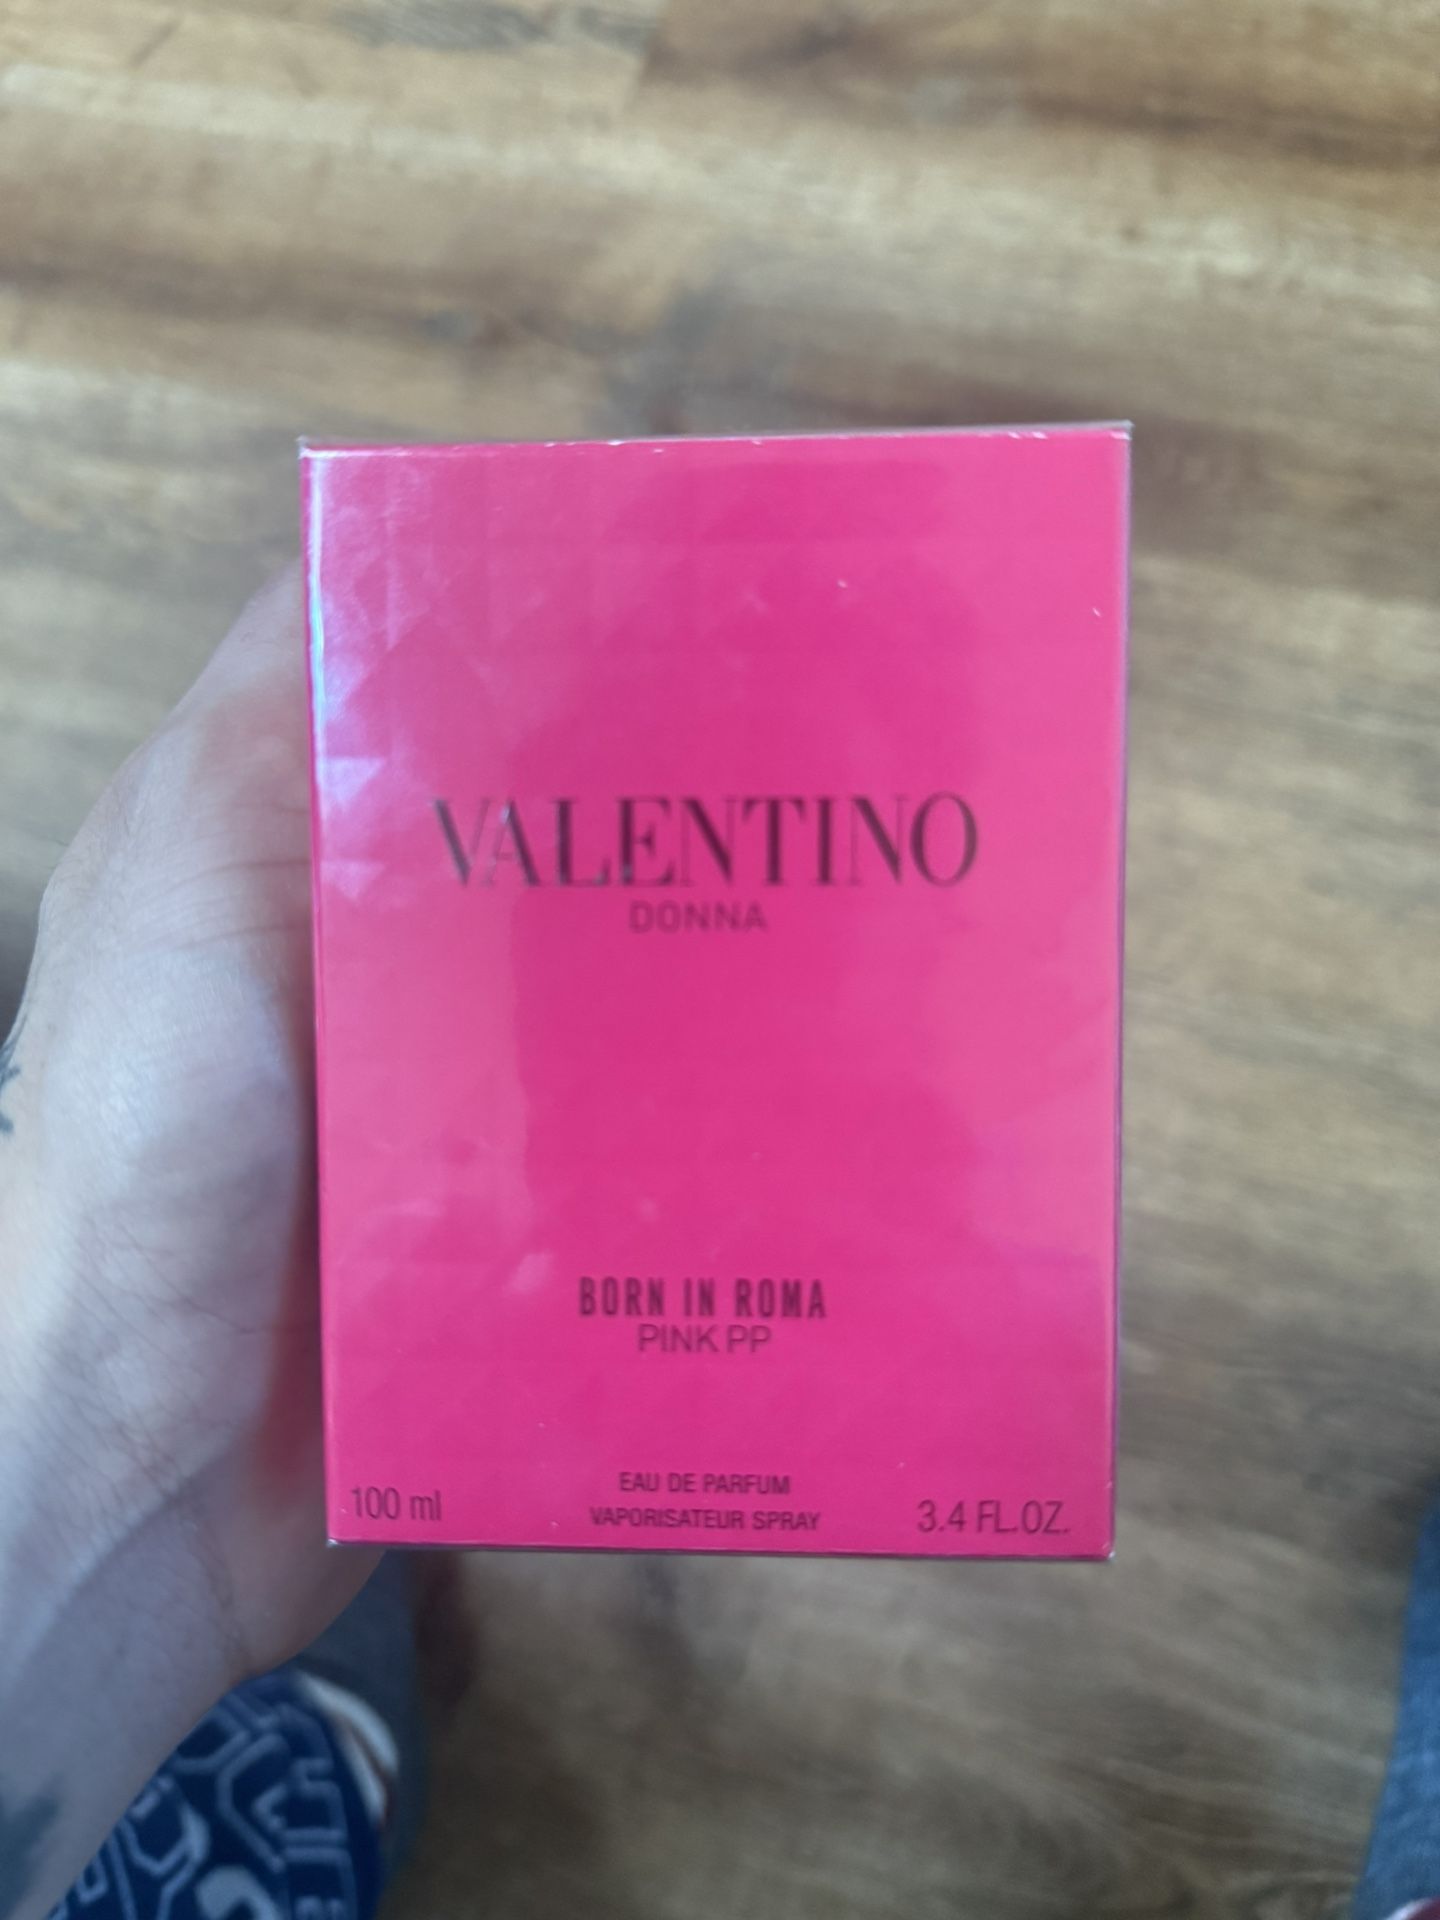 VALENTINO
DONNA
BORN IN ROMA
PINK PP
EAU DE PARFUM
VAPORISATEUR SPRAY
100 ml
3.4 FL.OZ.